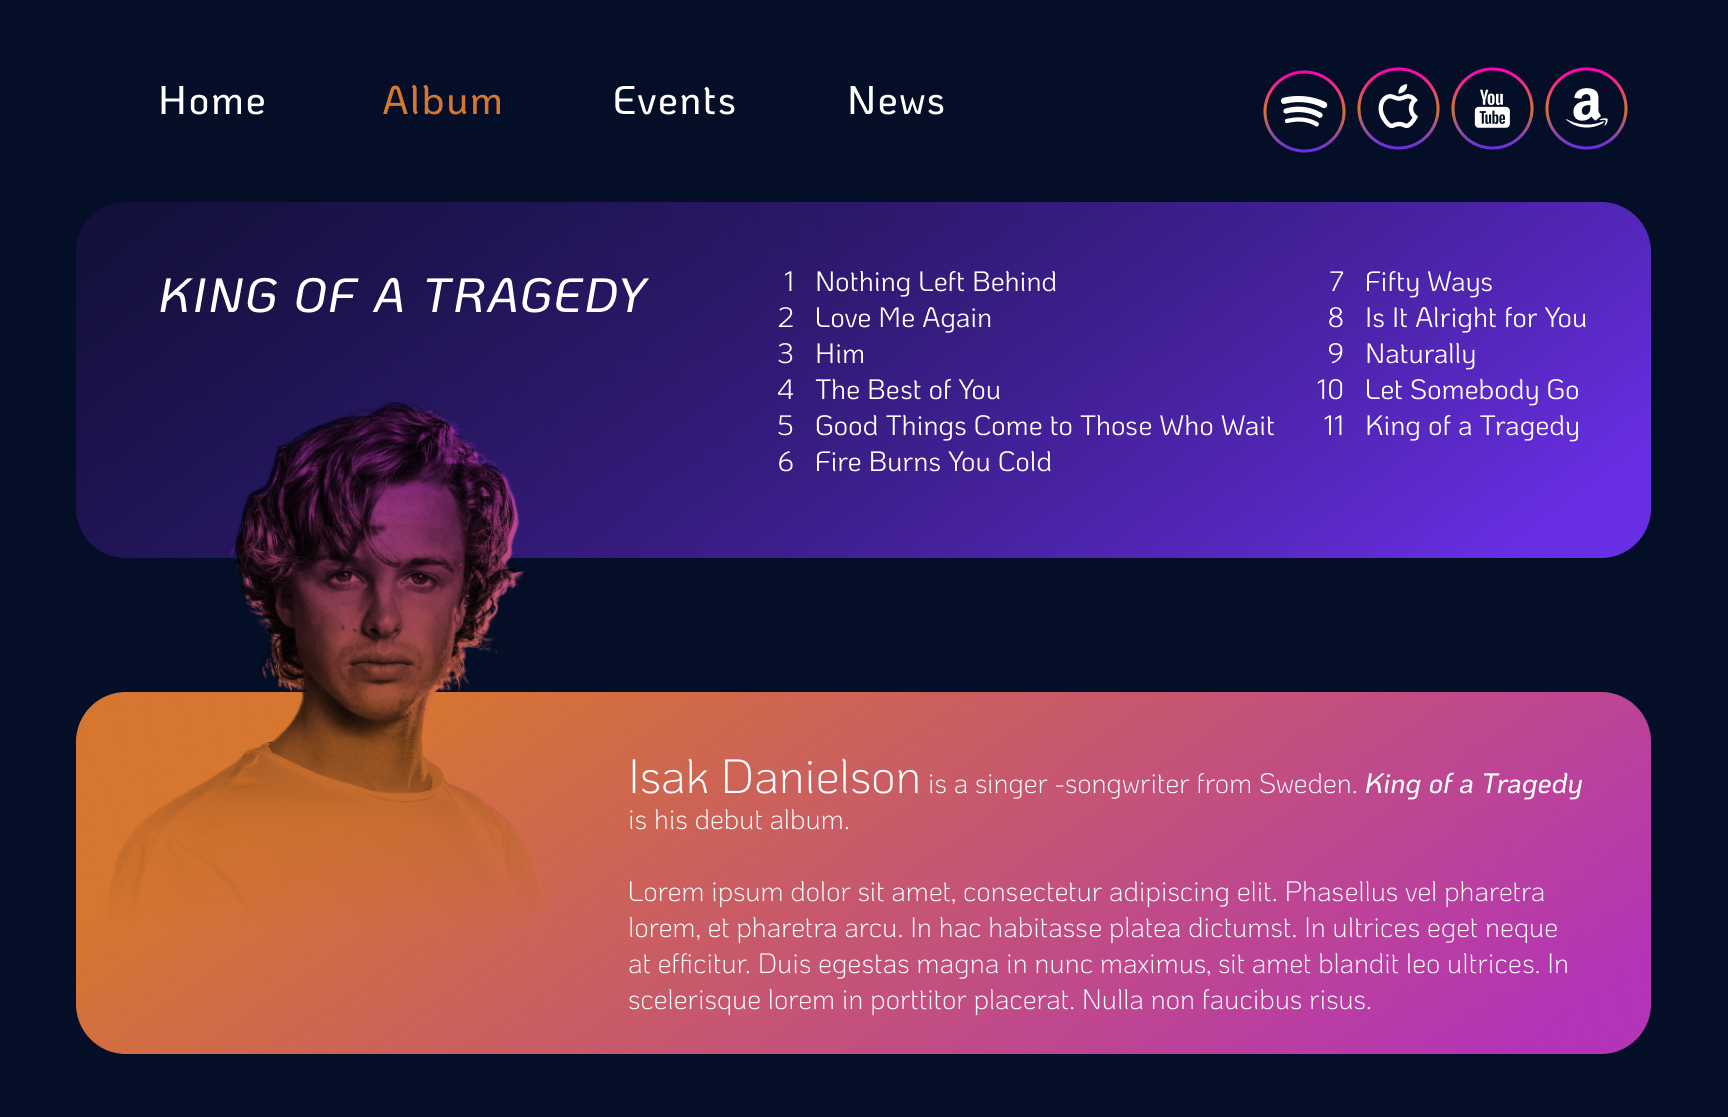 Home Album Events News
You
Tube
a
KING OF A TRAGEDY
1 Nothing Left Behind
2 Love Me Again
3 Him
4 The Best of You
5 Good Things Come to Those Who Wait
6 Fire Burns You Cold
7 Fifty Ways
8 Is It Alright for You
9 Naturally
10 Let Somebody Go
11 King of a Tragedy
Isak Danielson is a singer -songwriter from Sweden. King of a Tragedy
is his debut album.
Lorem ipsum dolor sit amet, consectetur adipiscing elit. Phasellus vel pharetra
lorem, et pharetra arcu. In hac habitasse platea dictumst. In ultrices eget neque
at efficitur. Duis egestas magna in nunc maximus, sit amet blandit leo ultrices. In
scelerisque lorem in porttitor placerat. Nulla non faucibus risus.